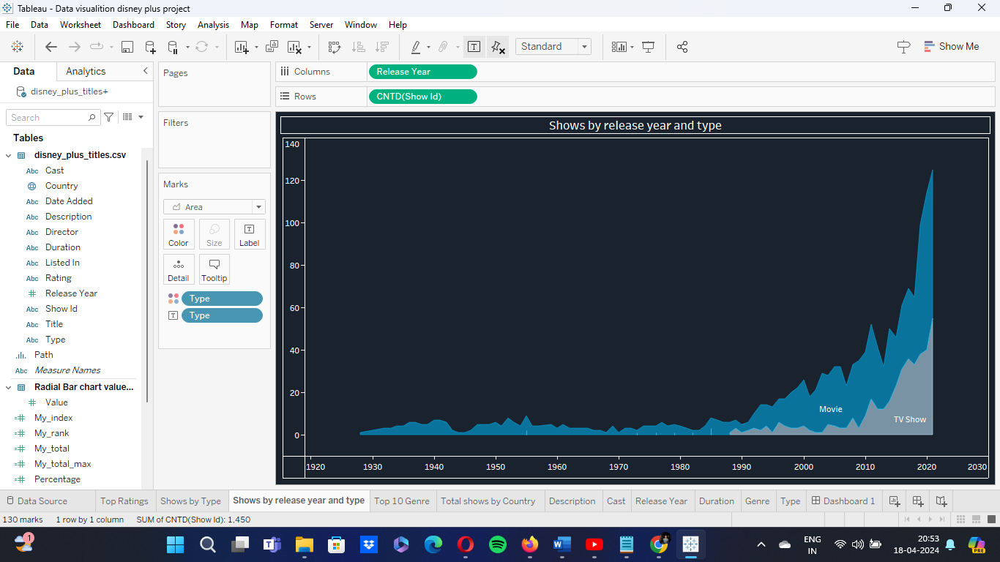 Tableau - Data visualition disney plus project
File Data Worksheet Dashboard Story Analysis Map Format Server Window Help
Standard
Show Me
Data Analytics
disney_plus_titles+
Search
Tables
disney_plus_titles.csv
Abc Cast
Country
Abc Date Added
Abc Description
Abc Director
Abc Duration
Abc Listed In
Abc Rating
Release Year
Abc Show Id
Abc Title
Abc Type
Path
Abc Measure Names
Radial Bar chart value...
Value
My_index
My_rank
My_total
My_total_max
Percentage
Pages
Filters
Marks
Area
Color Size Label
Detail Tooltip
Type
Type
Columns Release Year
Rows CNTD(Show Id)
Shows by release year and type
140
120
100
80
60
40
20
0
Movie
TV Show
1920 1930 1940 1950 1960 1970 1980 1990 2000 2010 2020 2030
Data Source Top Ratings Shows by Type Shows by release year and type Top 10 Genre Total shows by Country Description Cast Release Year Duration Genre Type Dashboard 1
130 marks 1 row by 1 column SUM of CNTD(Show Id): 1,450
1
ENG
IN
20:53
18-04-2024
PRE